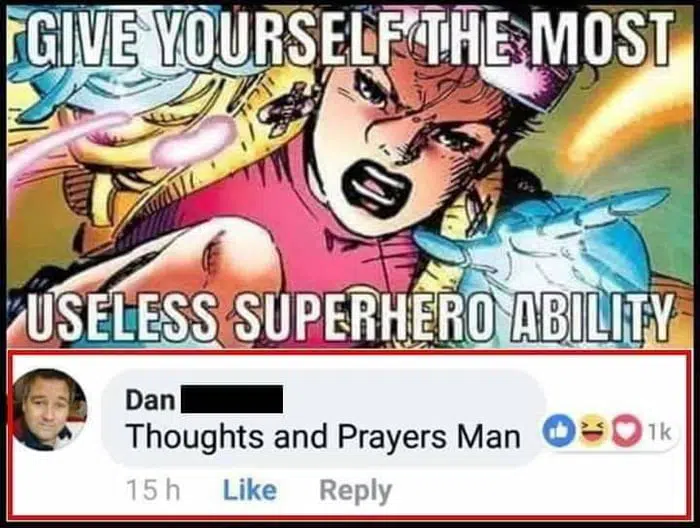 GIVE YOURSELF THE MOST
USELESS SUPERHERO ABILITY
Dan
Thoughts and Prayers Man
1k
15 h Like Reply